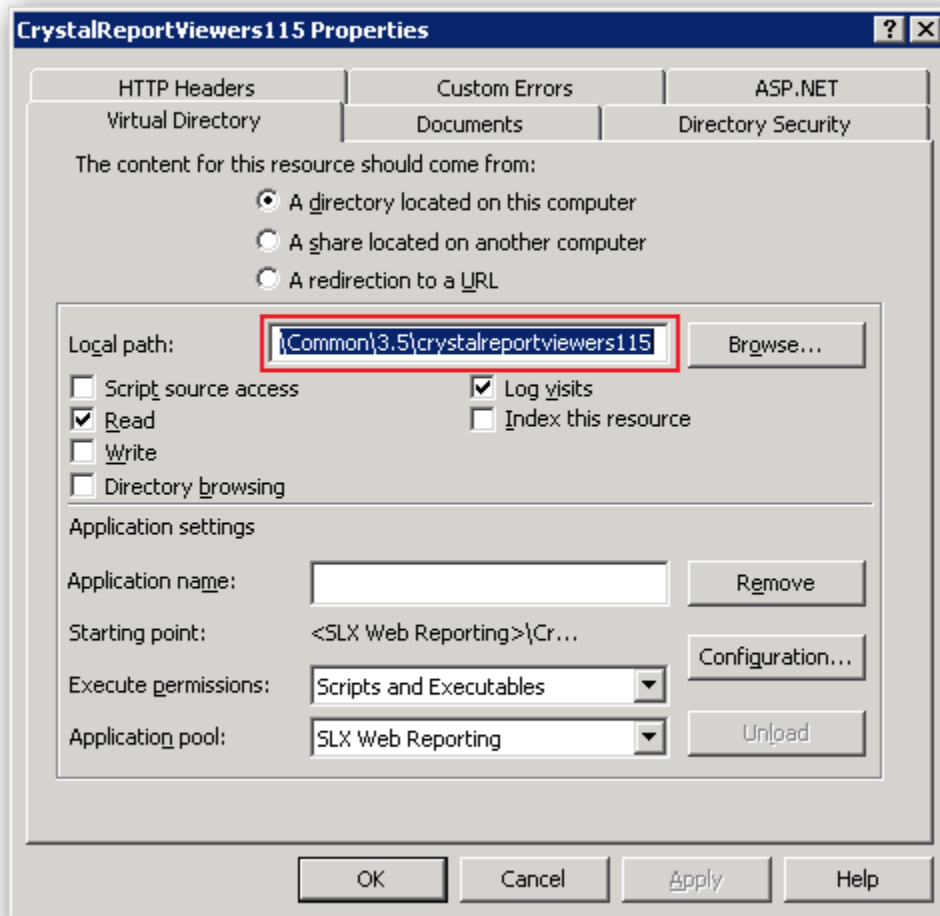 CrystalReportViewers115 Properties
HTTP Headers Custom Errors ASP.NET
Virtual Directory Documents Directory Security
The content for this resource should come from:
A directory located on this computer
A share located on another computer
A redirection to a URL
Local path: \Common\3.5\crystalreportviewers115 Browse...
Script source access Log visits
Read Index this resource
Write
Directory browsing
Application settings
Application name: Remove
Starting point: <SLX Web Reporting>\Cr...
Configuration...
Execute permissions: Scripts and Executables
Application pool: SLX Web Reporting Unload
OK Cancel Apply Help